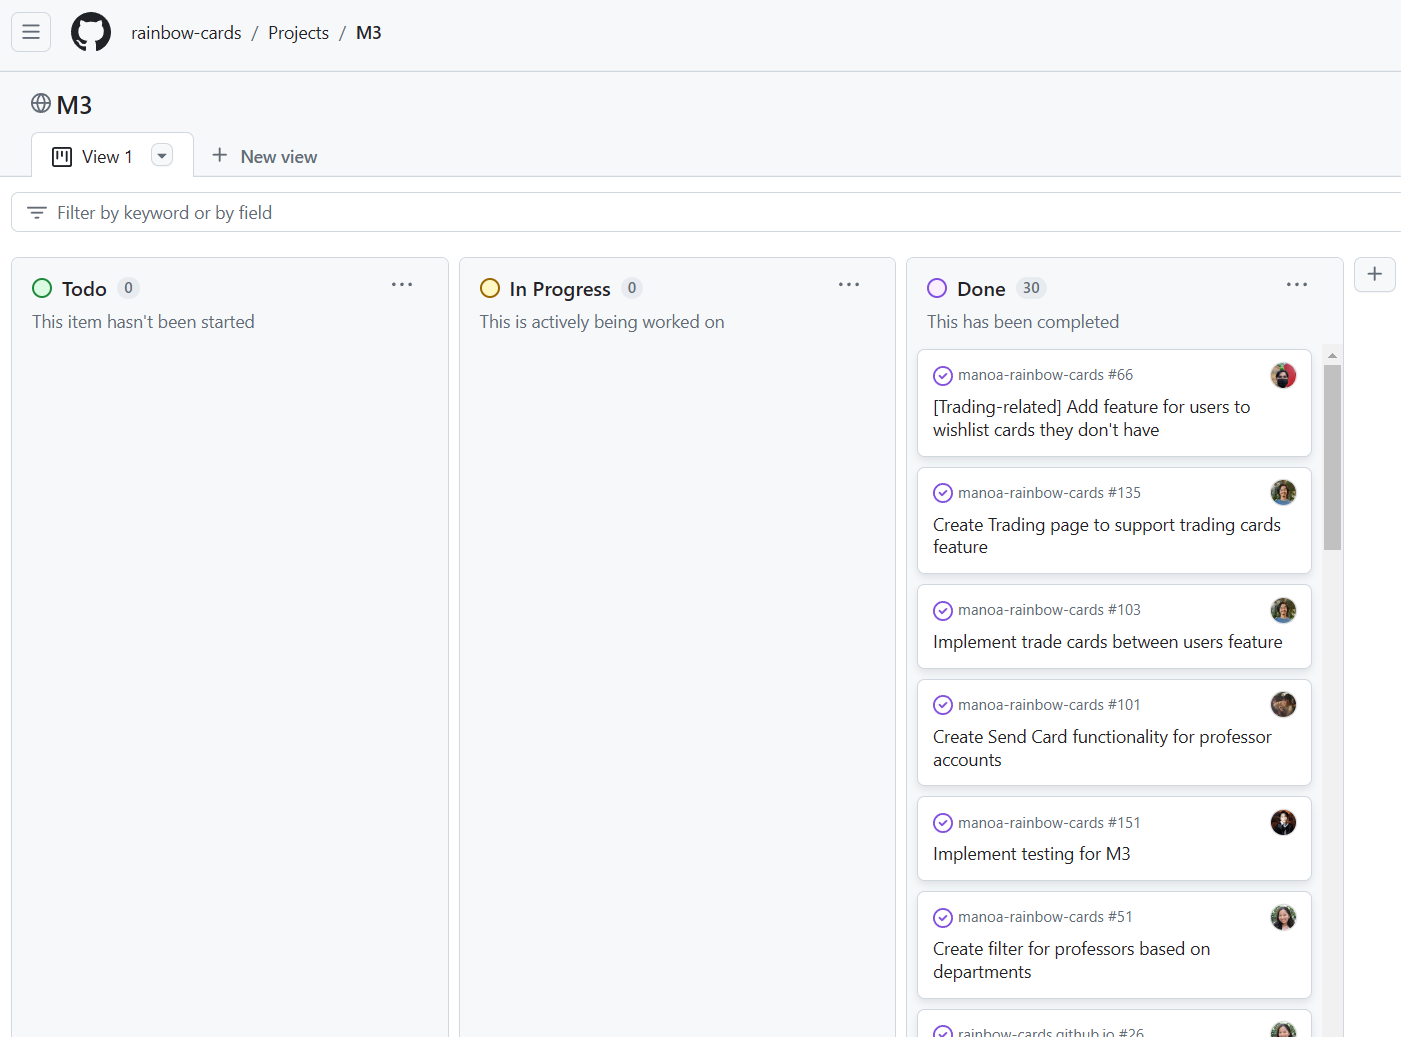 rainbow-cards / Projects / M3
M3
View 1
New view
Filter by keyword or by field
Todo 0
This item hasn't been started
In Progress 0
This is actively being worked on
Done 30
This has been completed
manoa-rainbow-cards #66
[Trading-related] Add feature for users to
wishlist cards they don't have
manoa-rainbow-cards #135
Create Trading page to support trading cards
feature
manoa-rainbow-cards #103
Implement trade cards between users feature
manoa-rainbow-cards #101
Create Send Card functionality for professor
accounts
manoa-rainbow-cards #151
Implement testing for M3
manoa-rainbow-cards #51
Create filter for professors based on
departments
rainbow-cards.github.io #26